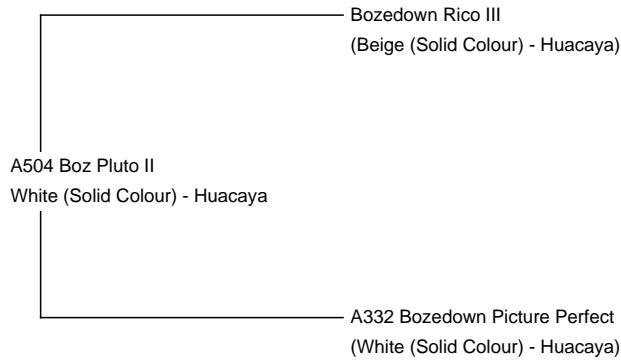 Bozedown Rico III
(Beige (Solid Colour) - Huacaya)
A504 Boz Pluto II
White (Solid Colour) - Huacaya
A332 Bozedown Picture Perfect
(White (Solid Colour) - Huacaya)